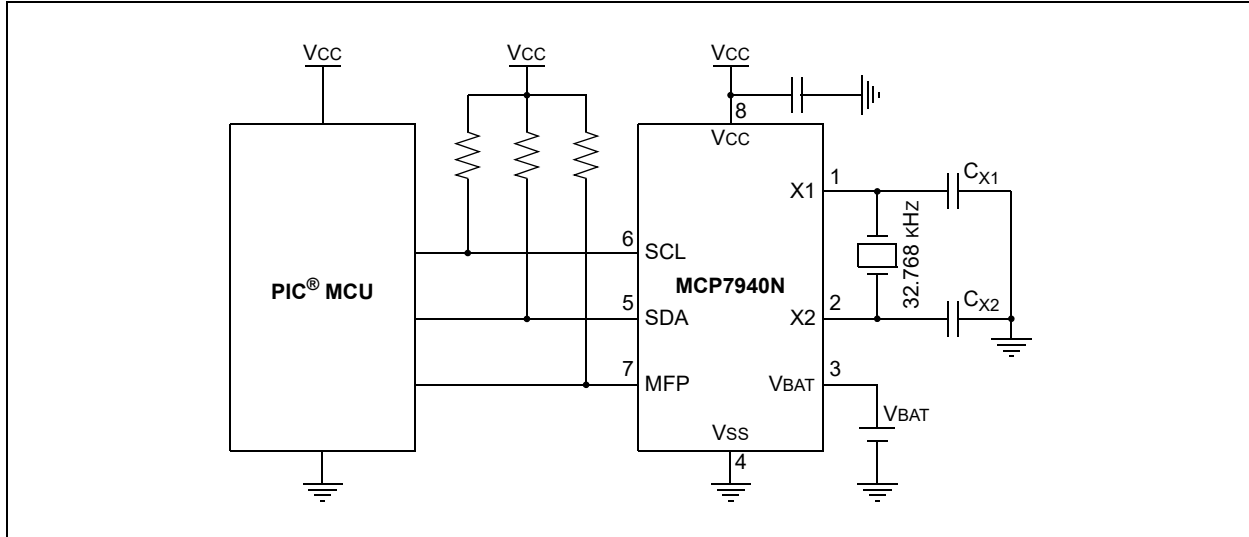 VCC
VCC
VCC
8
VCC
1
X1
CX1
32.768 kHz
6
SCL
PIC® MCU
MCP7940N
5
SDA
2
X2
CX2
7
MFP
3
VBAT
VBAT
VSS
4